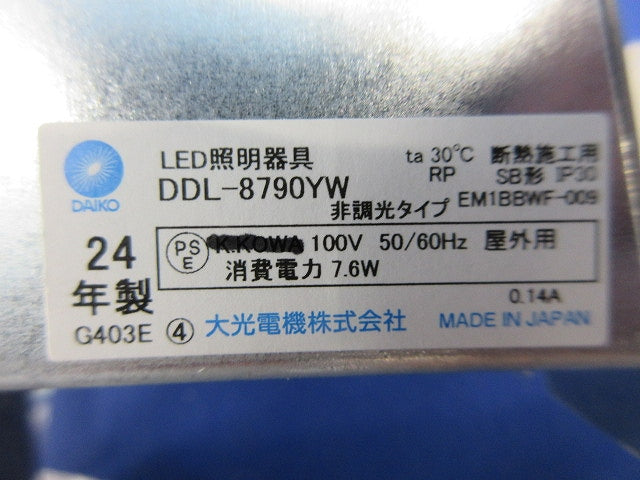 DAIKO
LED照明器具
DDL-8790YW
非調光タイプ
ta 30℃ 断熱施工用
RP SB形 IP30
EM1BBWF-009
24
年製
PS
E
K.KOWA 100V 50/60Hz 屋外用
消費電力 7.6W
0.14A
G403E ④ 大光電機株式会社 MADE IN JAPAN